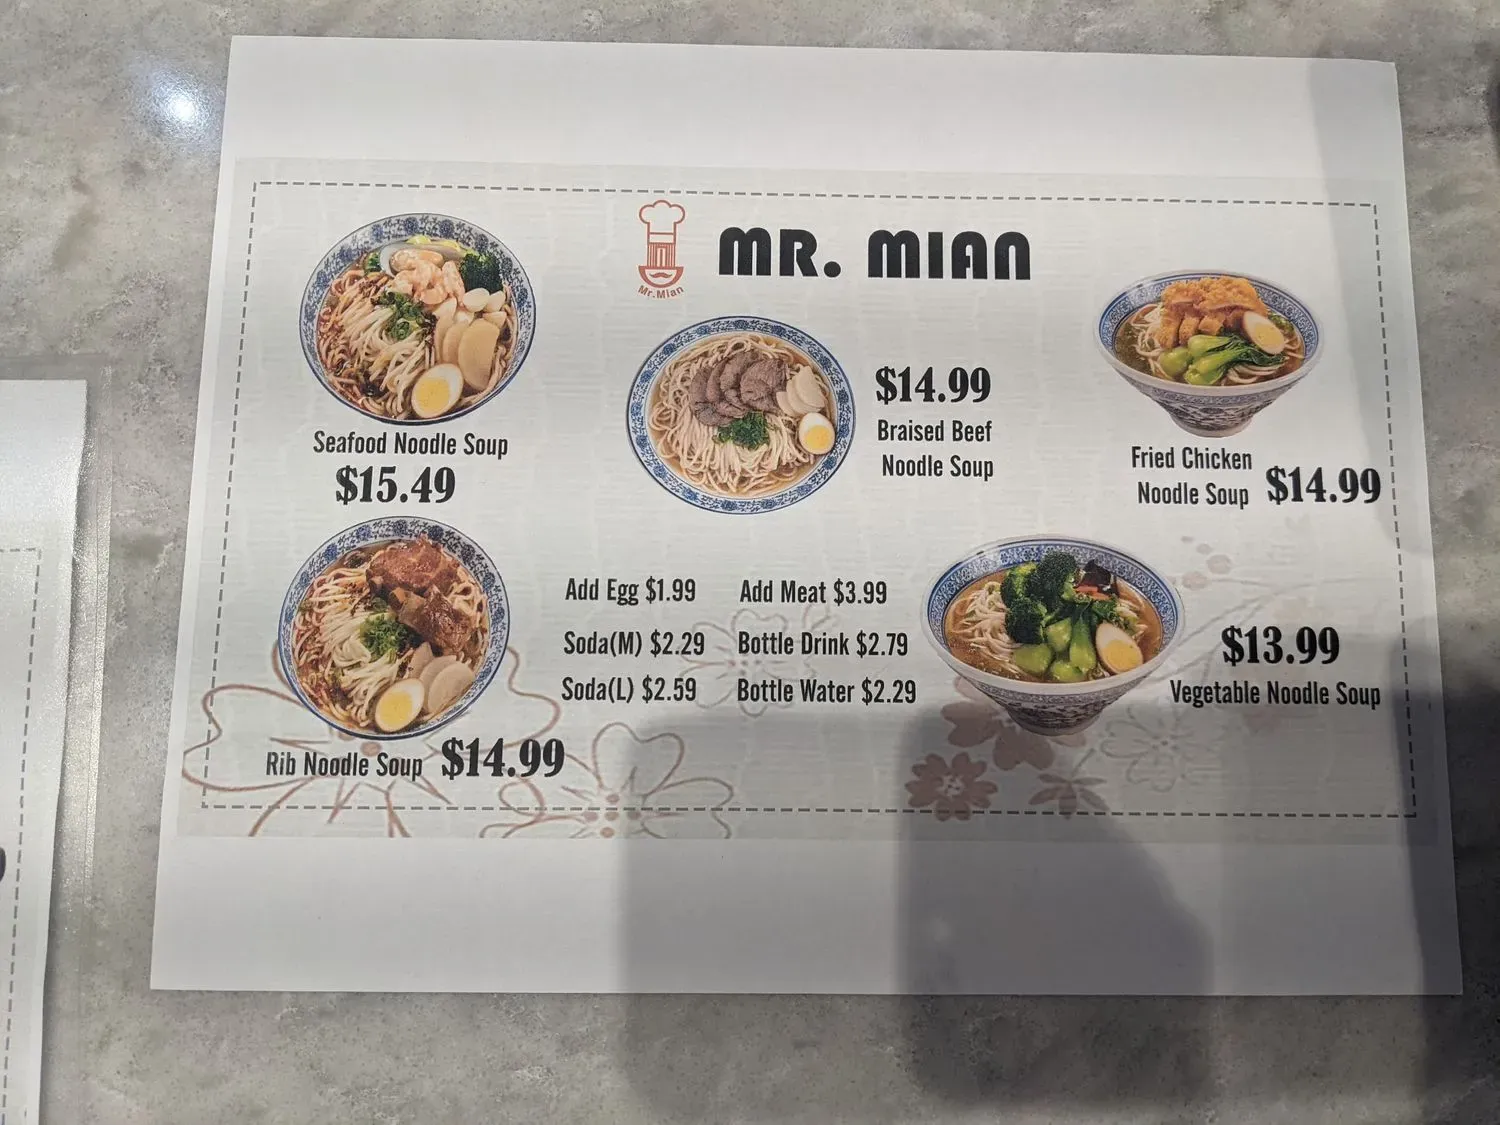 Mr.Mian
MR. MIAN
Seafood Noodle Soup
$15.49
$14.99
Braised Beef
Noodle Soup
Fried Chicken
Noodle Soup $14.99
Rib Noodle Soup $14.99
Add Egg $1.99 Add Meat $3.99
Soda(M) $2.29 Bottle Drink $2.79
Soda(L) $2.59 Bottle Water $2.29
$13.99
Vegetable Noodle Soup